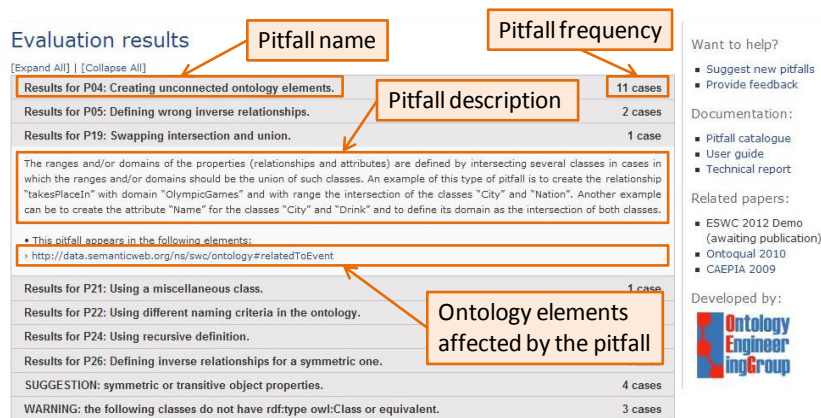 Evaluation results
Pitfall name
Pitfall frequency
[Expand All] | [Collapse All]
Results for P04: Creating unconnected ontology elements. 11 cases
Pitfall description
Results for P05: Defining wrong inverse relationships. 2 cases
Results for P19: Swapping intersection and union. 1 case
The ranges and/or domains of the properties (relationships and attributes) are defined by intersecting several classes in cases in
which the ranges and/or domains should be the union of such classes. An example of this type of pitfall is to create the relationship
"takesPlaceIn" with domain "OlympicGames" and with range the intersection of the classes "City" and "Nation". Another example
can be to create the attribute "Name" for the classes "City" and "Drink" and to define its domain as the intersection of both classes.
• This pitfall appears in the following elements:
› http://data.semanticweb.org/ns/swc/ontology#relatedToEvent
Results for P21: Using a miscellaneous class. 1 case
Results for P22: Using different naming criteria in the ontology.
Ontology elements
affected by the pitfall
Results for P24: Using recursive definition.
Results for P26: Defining inverse relationships for a symmetric one.
SUGGESTION: symmetric or transitive object properties. 4 cases
WARNING: the following classes do not have rdf:type owl:Class or equivalent. 3 cases
Want to help?
Suggest new pitfalls
Provide feedback
Documentation:
Pitfall catalogue
User guide
Technical report
Related papers:
ESWC 2012 Demo
(awaiting publication)
Ontoqual 2010
CAEPIA 2009
Developed by:
Ontology
Engineer
ingGroup